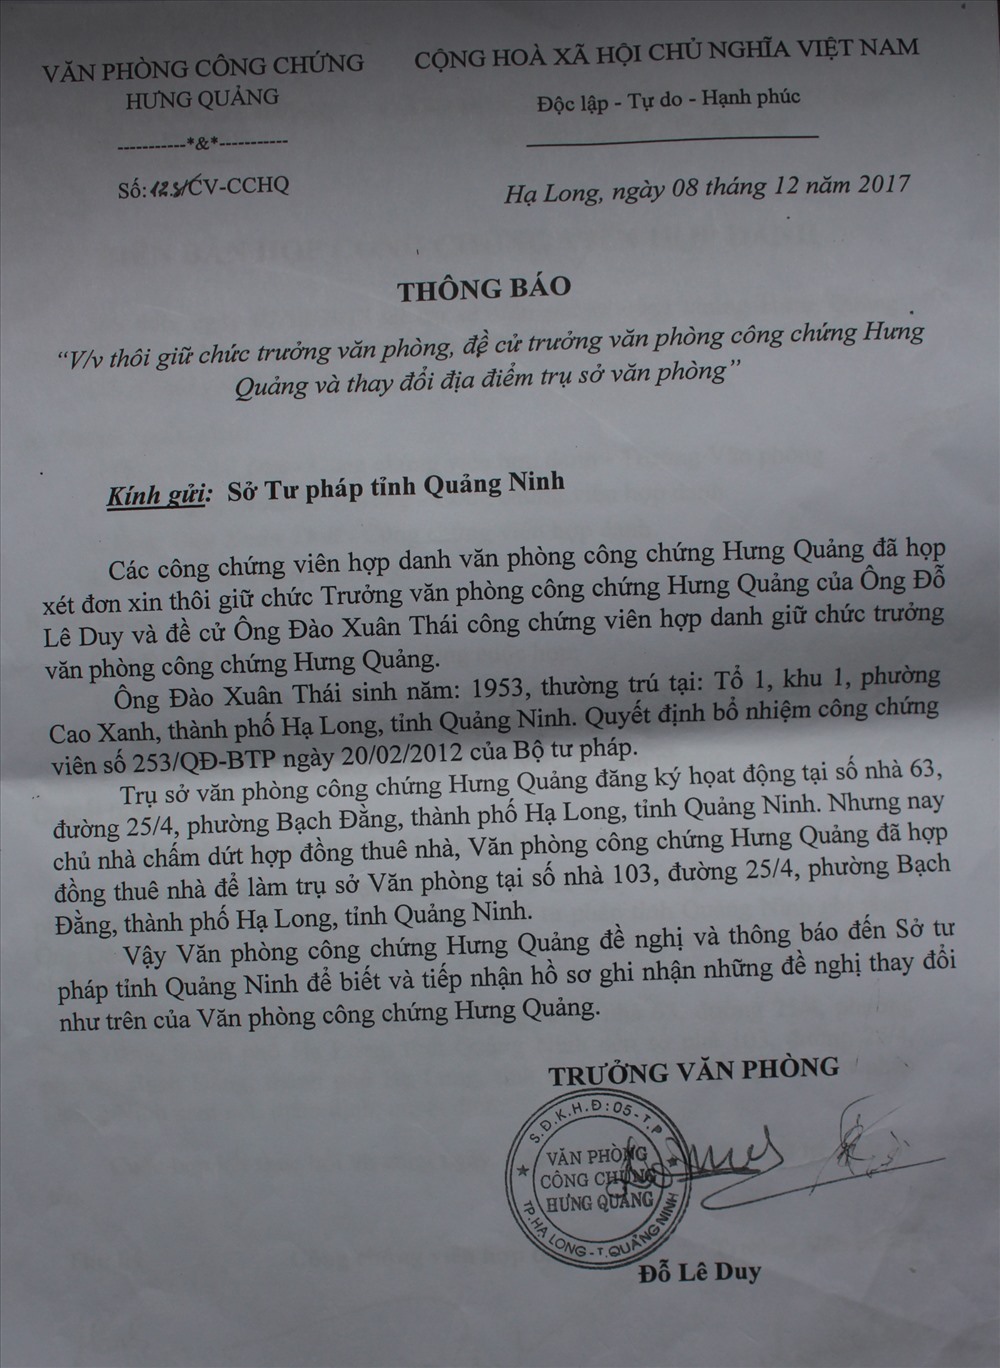 VĂN PHÒNG CÔNG CHỨNG
HƯNG QUẢNG
-----------*&*-----------
Số: /CV-CCHQ
CỘNG HOÀ XÃ HỘI CHỦ NGHĨA VIỆT NAM
Độc lập - Tự do - Hạnh phúc
Hạ Long, ngày 08 tháng 12 năm 2017
THÔNG BÁO
“V/v thôi giữ chức trưởng văn phòng, đề cử trưởng văn phòng công chứng Hưng
Quảng và thay đổi địa điểm trụ sở văn phòng”
Kính gửi: Sở Tư pháp tỉnh Quảng Ninh
Các công chứng viên hợp danh văn phòng công chứng Hưng Quảng đã họp
xét đơn xin thôi giữ chức Trưởng văn phòng công chứng Hưng Quảng của Ông Đỗ
Lê Duy và đề cử Ông Đào Xuân Thái công chứng viên hợp danh giữ chức trưởng
văn phòng công chứng Hưng Quảng.
Ông Đào Xuân Thái sinh năm: 1953, thường trú tại: Tổ 1, khu 1, phường
Cao Xanh, thành phố Hạ Long, tỉnh Quảng Ninh. Quyết định bổ nhiệm công chứng
viên số 253/QĐ-BTP ngày 20/02/2012 của Bộ tư pháp.
Trụ sở văn phòng công chứng Hưng Quảng đăng ký họat động tại số nhà 63,
đường 25/4, phường Bạch Đằng, thành phố Hạ Long, tỉnh Quảng Ninh. Nhưng nay
chủ nhà chấm dứt hợp đồng thuê nhà, Văn phòng công chứng Hưng Quảng đã hợp
đồng thuê nhà để làm trụ sở Văn phòng tại số nhà 103, đường 25/4, phường Bạch
Đằng, thành phố Hạ Long, tỉnh Quảng Ninh.
Vậy Văn phòng công chứng Hưng Quảng đề nghị và thông báo đến Sở tư
pháp tỉnh Quảng Ninh để biết và tiếp nhận hồ sơ ghi nhận những đề nghị thay đổi
như trên của Văn phòng công chứng Hưng Quảng.
TRƯỞNG VĂN PHÒNG
S.Đ.K.H.Đ: 05-T.P
VĂN PHÒNG
CÔNG CHỨNG
HƯNG QUẢNG
TP.HẠ LONG - T.QUẢNG NINH
Đỗ Lê Duy